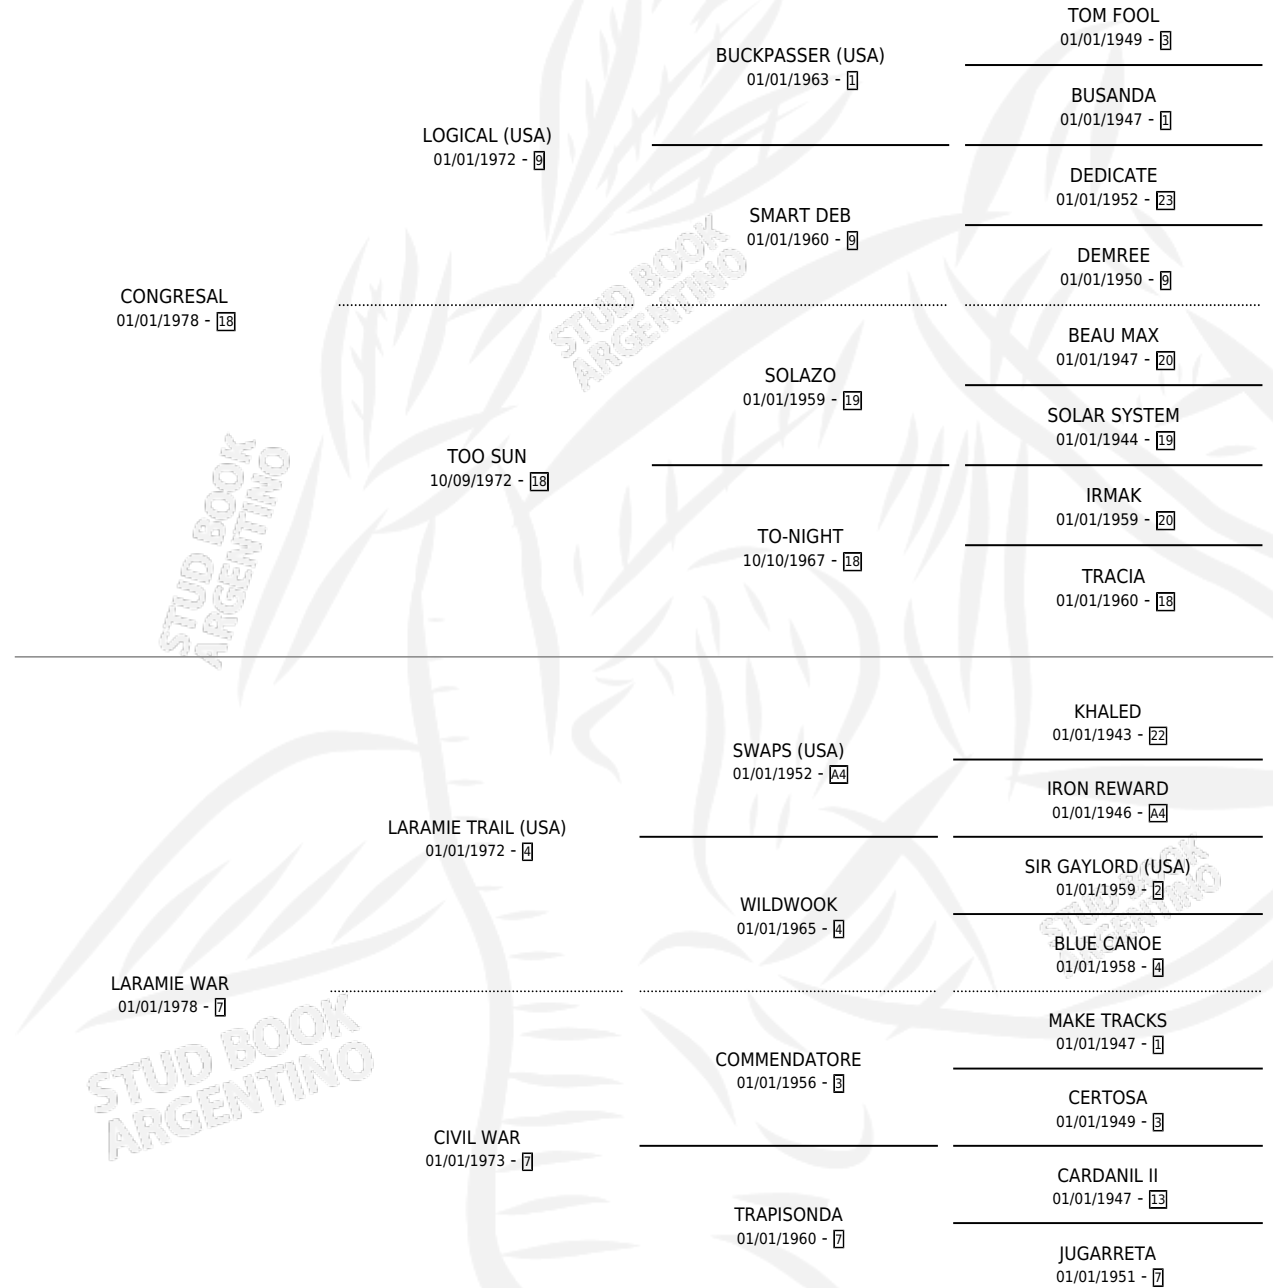 TOM FOOL
01/01/1949 - 3
BUCKPASSER (USA)
01/01/1963 - 1
BUSANDA
01/01/1947 - 1
LOGICAL (USA)
01/01/1972 - 9
DEDICATE
01/01/1952 - 23
SMART DEB
01/01/1960 - 9
DEMREE
01/01/1950 - 9
CONGRESAL
01/01/1978 - 18
BEAU MAX
01/01/1947 - 20
SOLAZO
01/01/1959 - 19
SOLAR SYSTEM
01/01/1944 - 19
TOO SUN
10/09/1972 - 18
IRMAK
01/01/1959 - 20
TO-NIGHT
10/10/1967 - 18
TRACIA
01/01/1960 - 18
KHALED
01/01/1943 - 22
SWAPS (USA)
01/01/1952 - A4
IRON REWARD
01/01/1946 - A4
LARAMIE TRAIL (USA)
01/01/1972 - 4
SIR GAYLORD (USA)
01/01/1959 - 2
WILDWOOK
01/01/1965 - 4
BLUE CANOE
01/01/1958 - 4
LARAMIE WAR
01/01/1978 - 7
MAKE TRACKS
01/01/1947 - 1
COMMENDATORE
01/01/1956 - 3
CERTOSA
01/01/1949 - 3
CIVIL WAR
01/01/1973 - 7
CARDANIL II
01/01/1947 - 13
TRAPISONDA
01/01/1960 - 7
JUGARRETA
01/01/1951 - 7
STUD BOOK
ARGENTINO
STUD BOOK
ARGENTINO
STUD BOOK
ARGENTINO
STUD BOOK
ARGENTINO